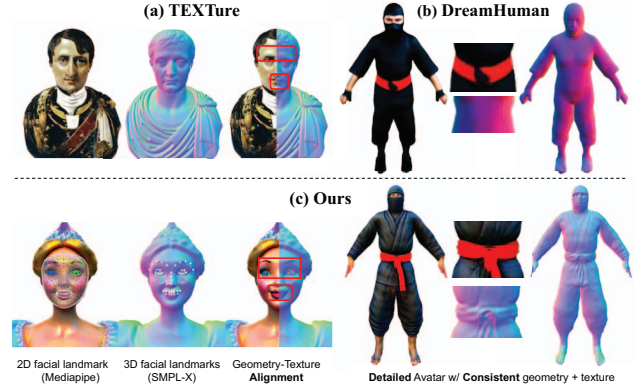 (a) TEXTure
(b) DreamHuman
(c) Ours
2D facial landmark
(Mediapipe)
3D facial landmarks
(SMPL-X)
Geometry-Texture
Alignment
Detailed Avatar w/ Consistent geometry + texture